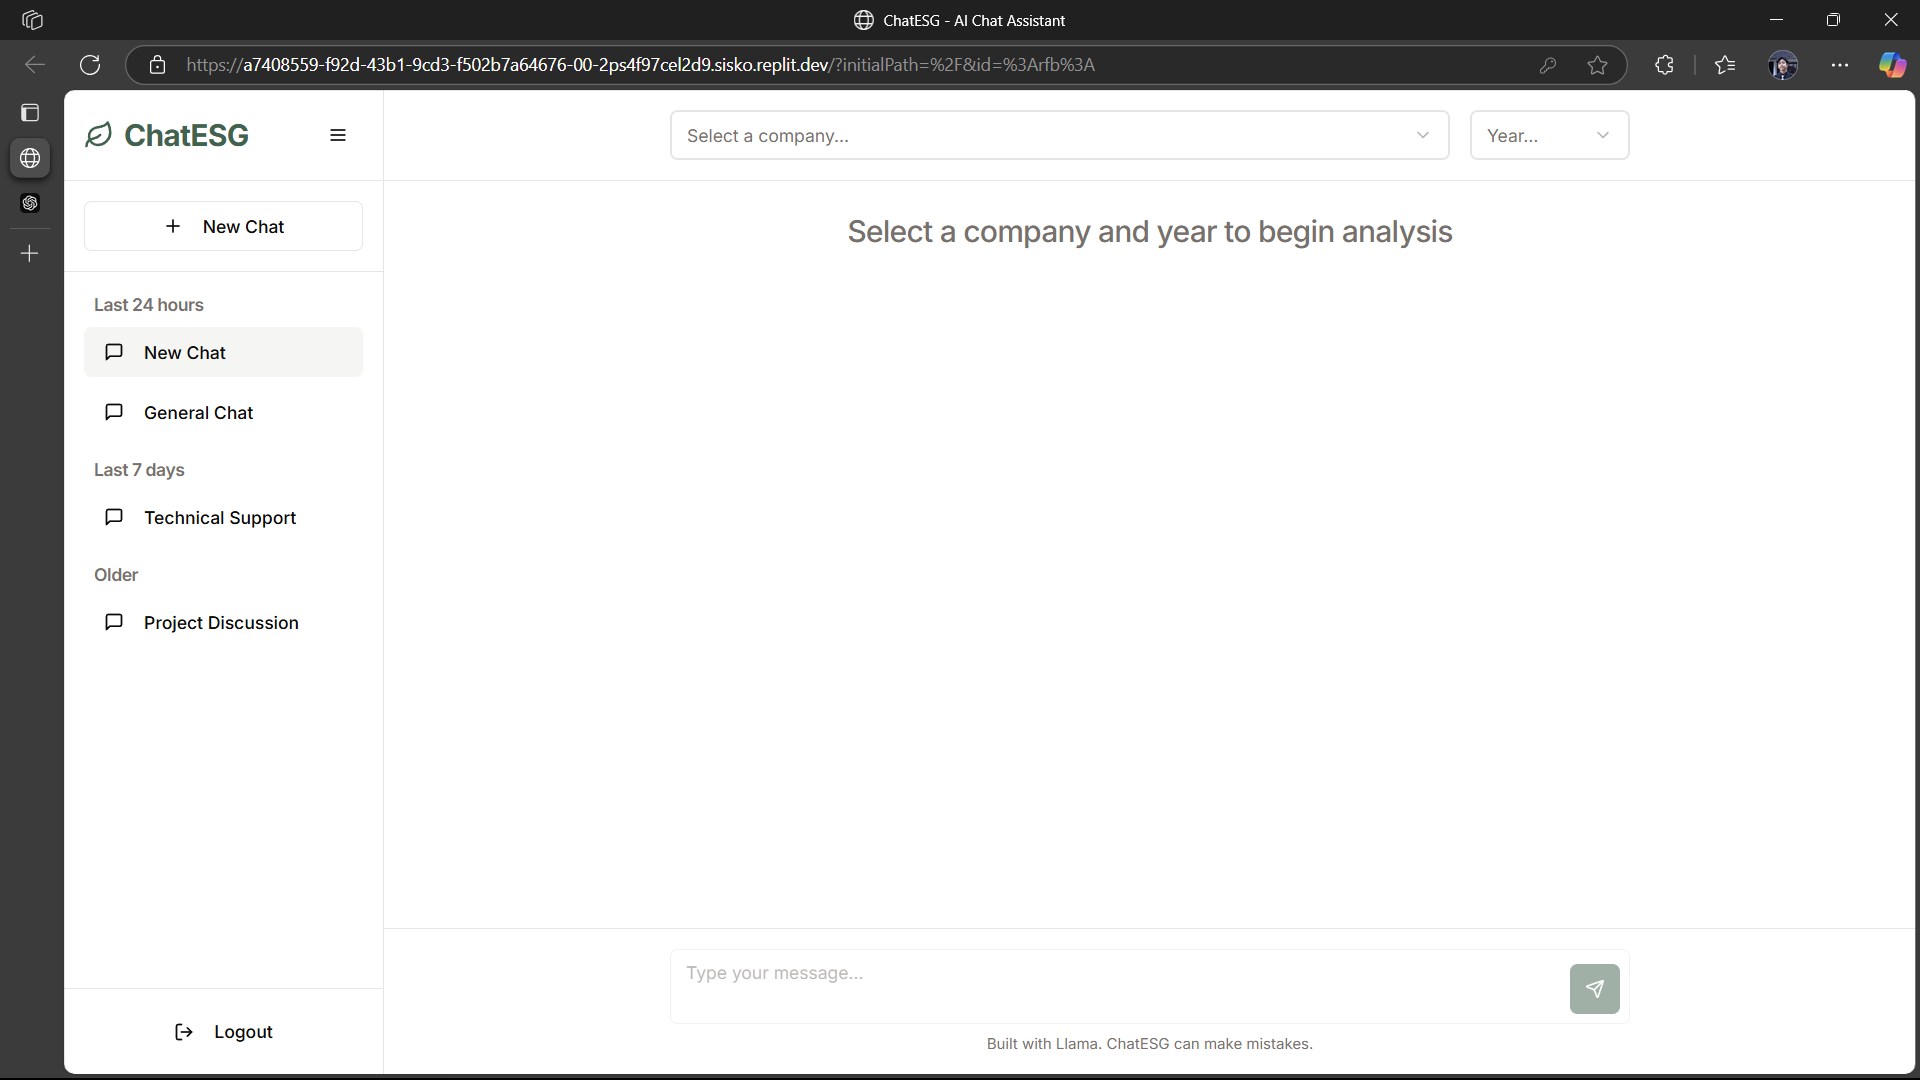 ChatESG - AI Chat Assistant
https://a7408559-f92d-43b1-9cd3-f502b7a64676-00-2ps4f97cel2d9.sisko.replit.dev/?initialPath=%2F&id=%3Arfb%3A
ChatESG
Select a company...
Year...
New Chat
Select a company and year to begin analysis
Last 24 hours
New Chat
General Chat
Last 7 days
Technical Support
Older
Project Discussion
Type your message...
Logout
Built with Llama. ChatESG can make mistakes.